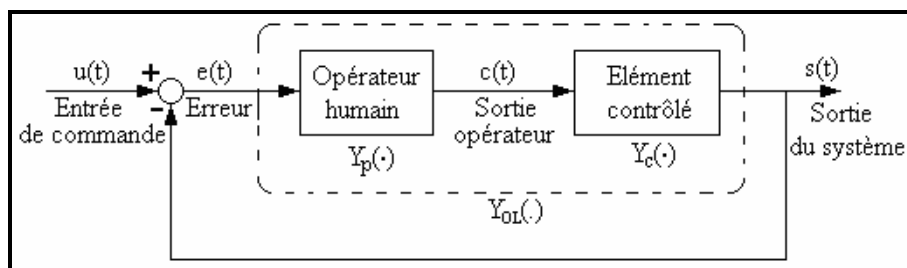 u(t)
+
e(t)
Opérateur
humain
c(t)
Elément
contrôlé
s(t)
Entrée
de commande
-
Erreur
Sortie
opérateur
Sortie
du système
Yp(·)
Yc(·)
YOL(.)